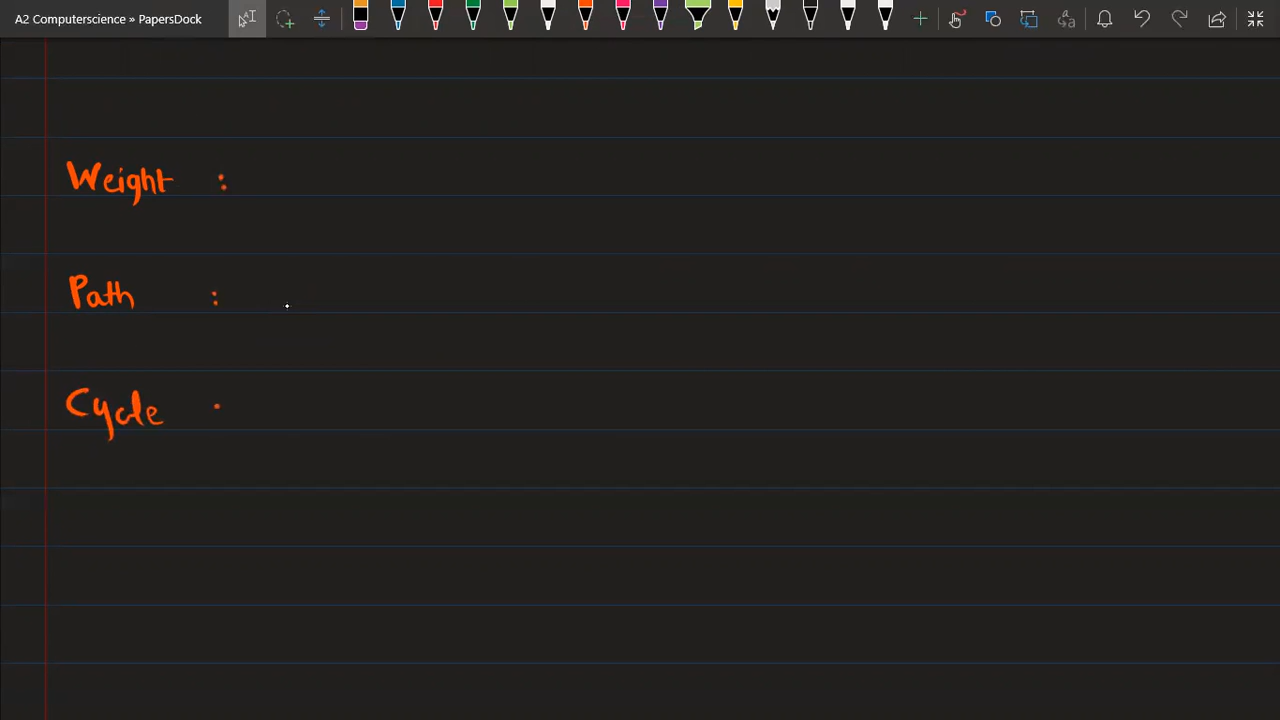 A2 Computerscience » PapersDock
Weight :
Path :
Cycle .